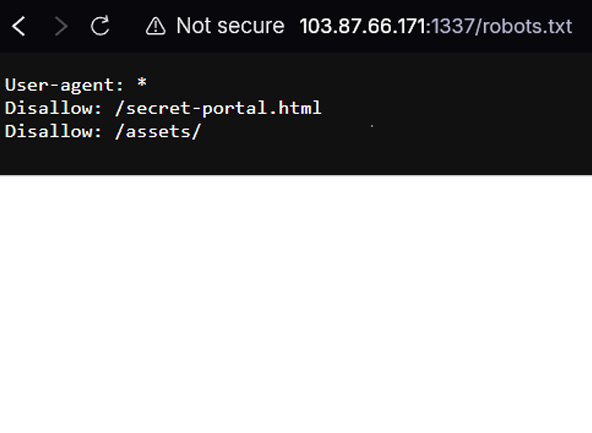 Not secure 103.87.66.171:1337/robots.txt
User-agent: *
Disallow: /secret-portal.html
Disallow: /assets/